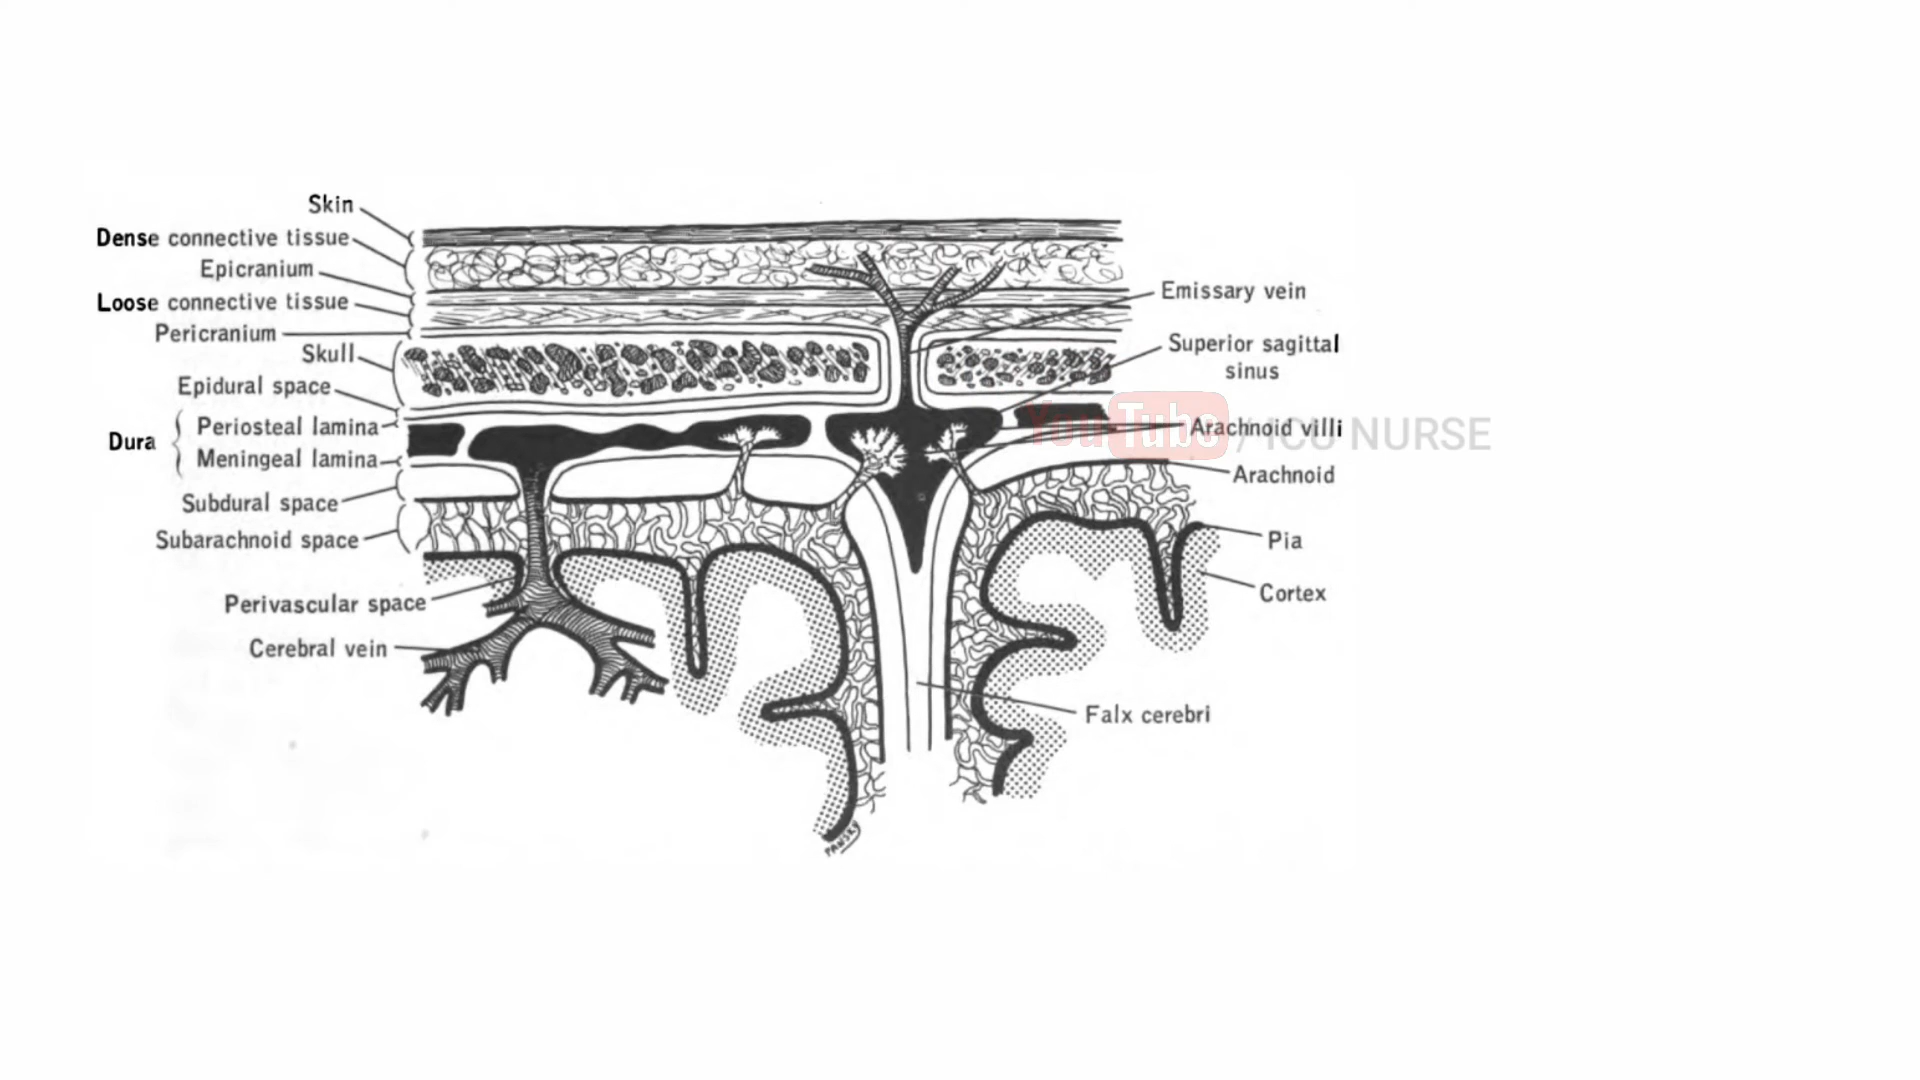 Skin
Dense connective tissue
Epicranium
Loose connective tissue
Pericranium
Skull
Epidural space
Dura
Periosteal lamina
Meningeal lamina
Subdural space
Subarachnoid space
Perivascular space
Cerebral vein
Emissary vein
Superior sagittal
sinus
YouTube / ICU NURSE
Arachnoid villi
Arachnoid
Pia
Cortex
Falx cerebri
PANSKY